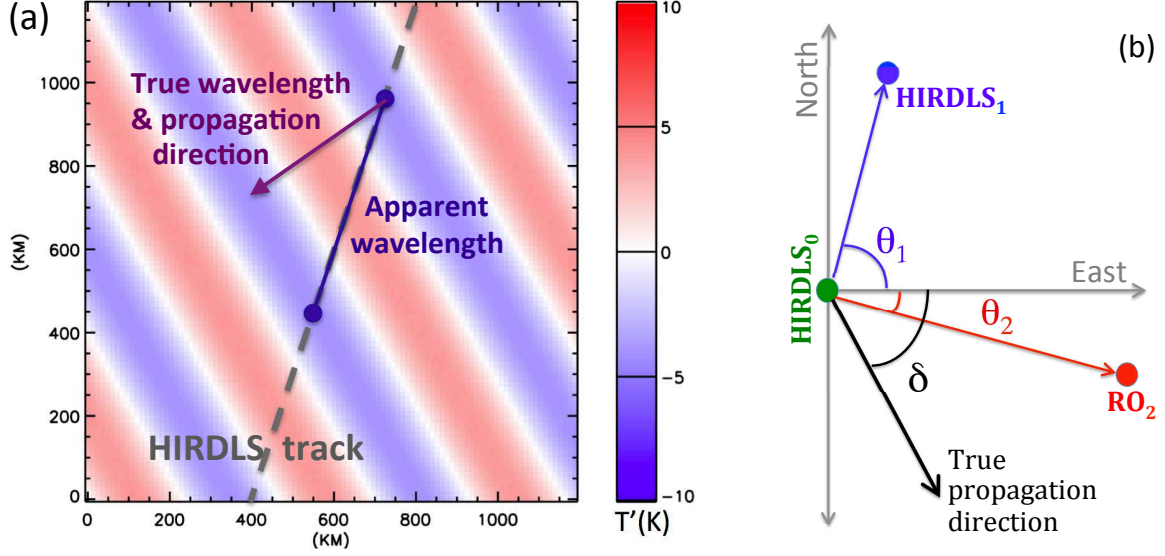 (a)
True wavelength
& propagation
direction
Apparent
wavelength
HIRDLS track
1000
800
600
400
200
0
(KM)
0 200 400 600 800 1000
(KM)
10
5
0
−5
−10
T'(K)
(b)
North
HIRDLS₁
θ₁
HIRDLS₀
East
θ₂
δ
RO₂
True
propagation
direction